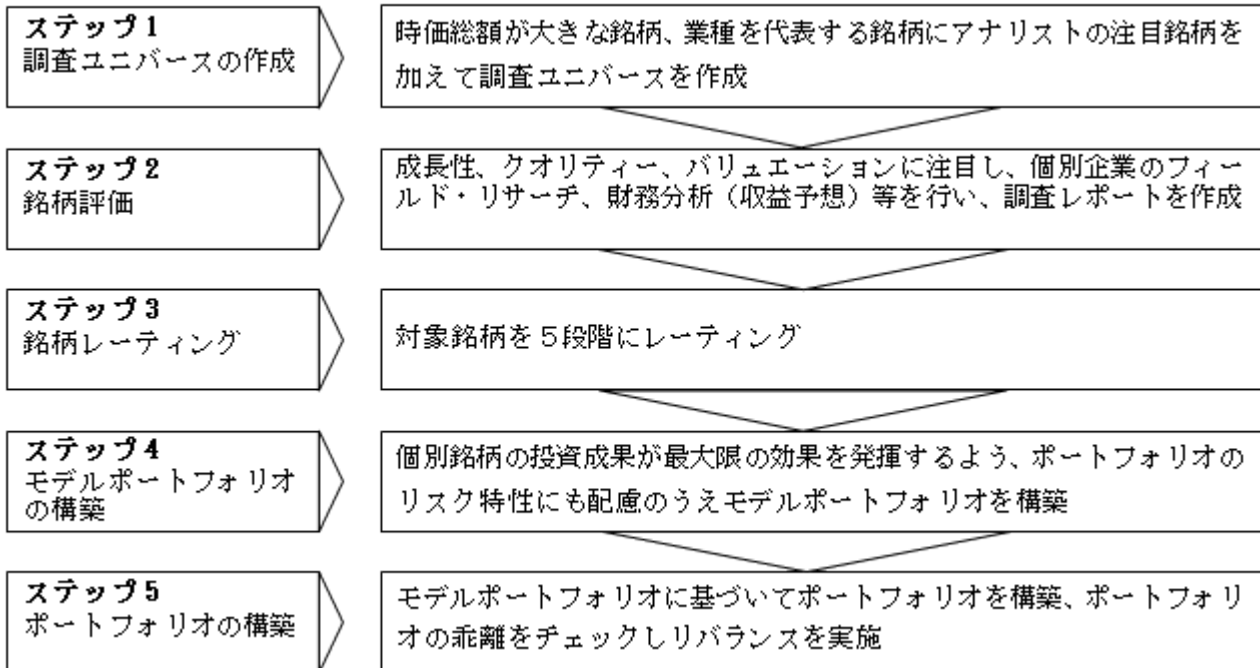 ステップ1
調査ユニバースの作成
時価総額が大きな銘柄、業種を代表する銘柄にアナリストの注目銘柄を
加えて調査ユニバースを作成
ステップ2
銘柄評価
成長性、クオリティー、バリュエーションに注目し、個別企業のフィー
ルド・リサーチ、財務分析（収益予想）等を行い、調査レポートを作成
ステップ3
銘柄レーティング
対象銘柄を５段階にレーティング
ステップ4
モデルポートフォリオ
の構築
個別銘柄の投資成果が最大限の効果を発揮するよう、ポートフォリオの
リスク特性にも配慮のうえモデルポートフォリオを構築
ステップ5
ポートフォリオの構築
モデルポートフォリオに基づいてポートフォリオを構築、ポートフォリ
オの乖離をチェックしリバランスを実施